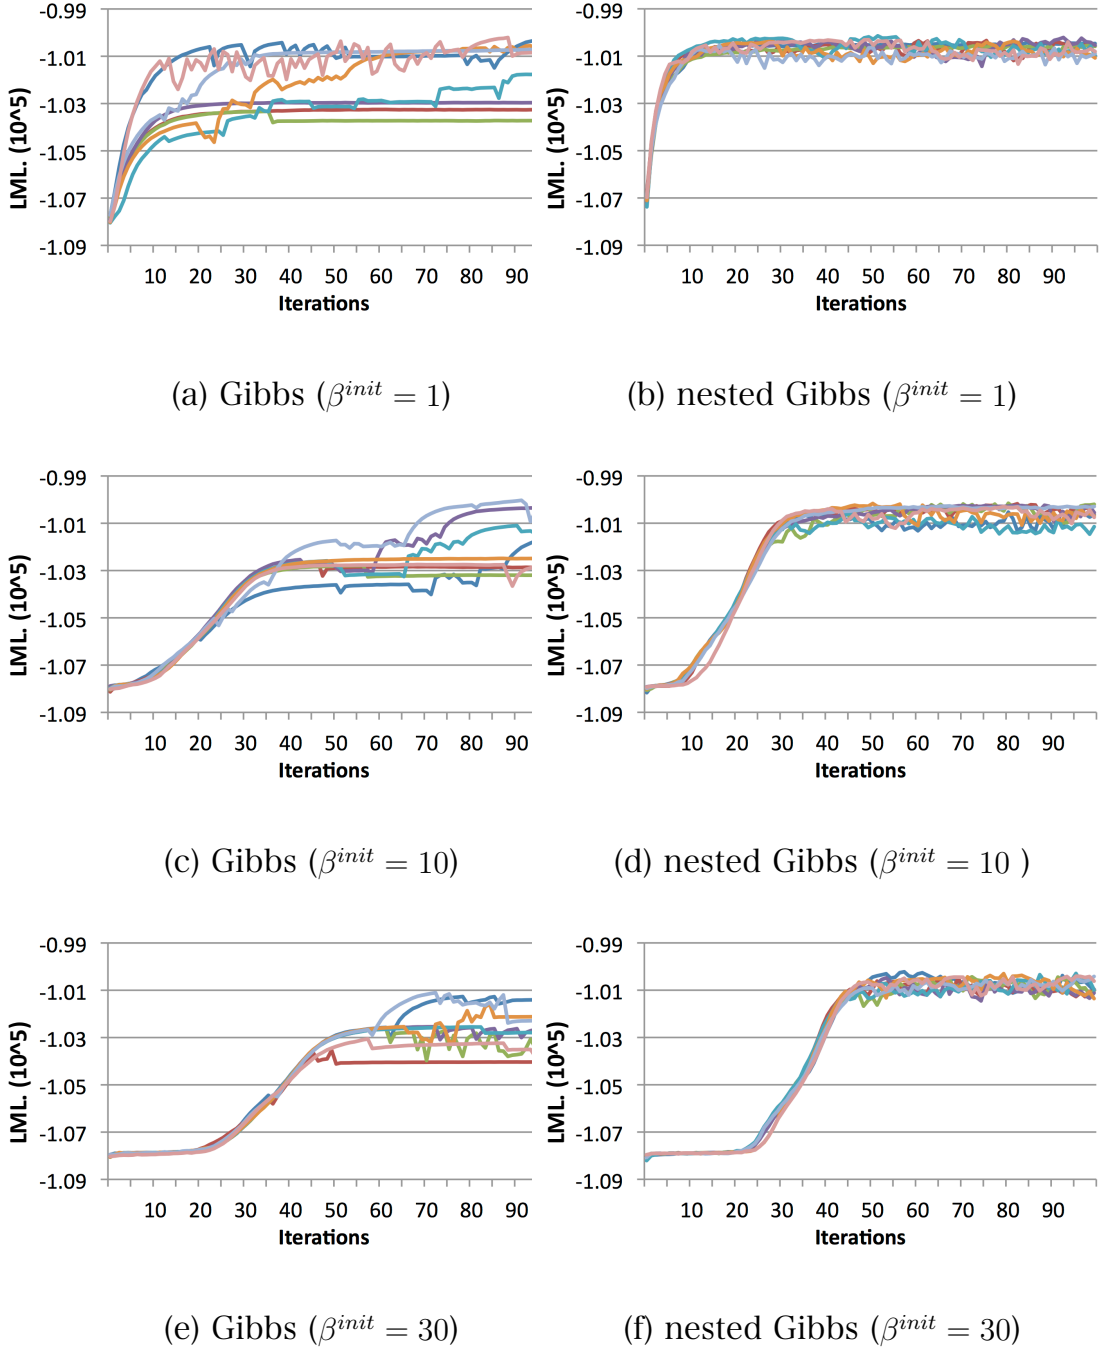 -0.99
-1.01
-1.03
-1.05
-1.07
-1.09
LML. (10^5)
10 20 30 40 50 60 70 80 90
Iterations
(a) Gibbs (β^init = 1)
-0.99
-1.01
-1.03
-1.05
-1.07
-1.09
LML. (10^5)
10 20 30 40 50 60 70 80 90
Iterations
(b) nested Gibbs (β^init = 1)
-0.99
-1.01
-1.03
-1.05
-1.07
-1.09
LML. (10^5)
10 20 30 40 50 60 70 80 90
Iterations
(c) Gibbs (β^init = 10)
-0.99
-1.01
-1.03
-1.05
-1.07
-1.09
LML. (10^5)
10 20 30 40 50 60 70 80 90
Iterations
(d) nested Gibbs (β^init = 10 )
-0.99
-1.01
-1.03
-1.05
-1.07
-1.09
LML. (10^5)
10 20 30 40 50 60 70 80 90
Iterations
(e) Gibbs (β^init = 30)
-0.99
-1.01
-1.03
-1.05
-1.07
-1.09
LML. (10^5)
10 20 30 40 50 60 70 80 90
Iterations
(f) nested Gibbs (β^init = 30)